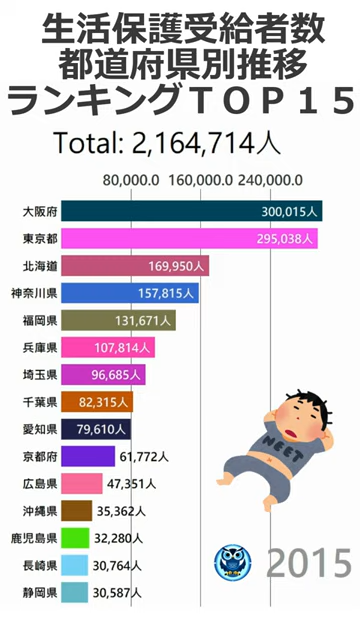 生活保護受給者数
都道府県別推移
ランキングＴＯＰ１５
Total: 2,164,714人
80,000.0 160,000.0 240,000.0
大阪府 300,015人
東京都 295,038人
北海道 169,950人
神奈川県 157,815人
福岡県 131,671人
兵庫県 107,814人
埼玉県 96,685人
千葉県 82,315人
愛知県 79,610人
京都府 61,772人
広島県 47,351人
沖縄県 35,362人
鹿児島県 32,280人
長崎県 30,764人
静岡県 30,587人
NEET
2015